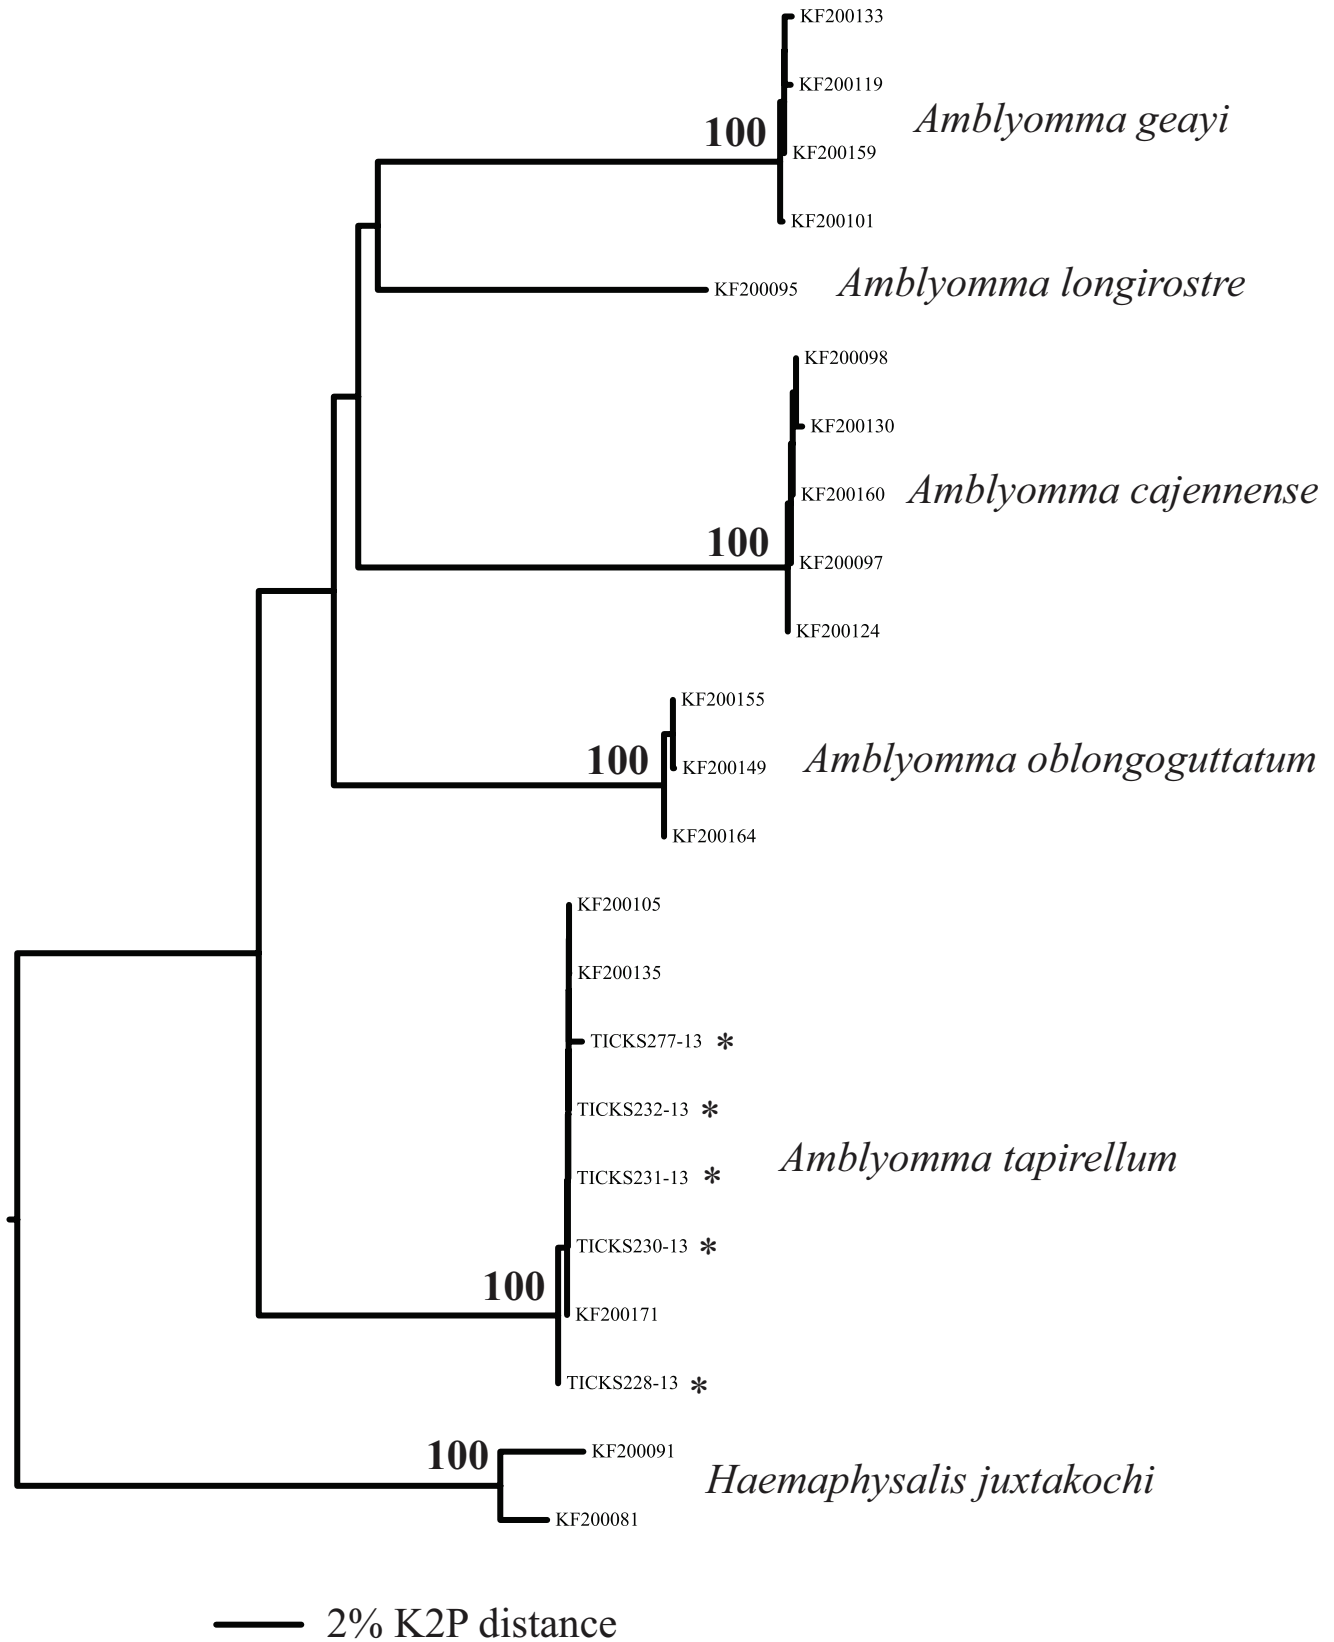 KF200133
KF200119
Amblyomma geayi
100
KF200159
KF200101
KF200095
Amblyomma longirostre
KF200098
KF200130
KF200160
Amblyomma cajennense
100
KF200097
KF200124
KF200155
100
KF200149
Amblyomma oblongoguttatum
KF200164
KF200105
KF200135
TICKS277-13 *
TICKS232-13 *
Amblyomma tapirellum
TICKS231-13 *
TICKS230-13 *
100
KF200171
TICKS228-13 *
100
KF200091
Haemaphysalis juxtakochi
KF200081
2% K2P distance